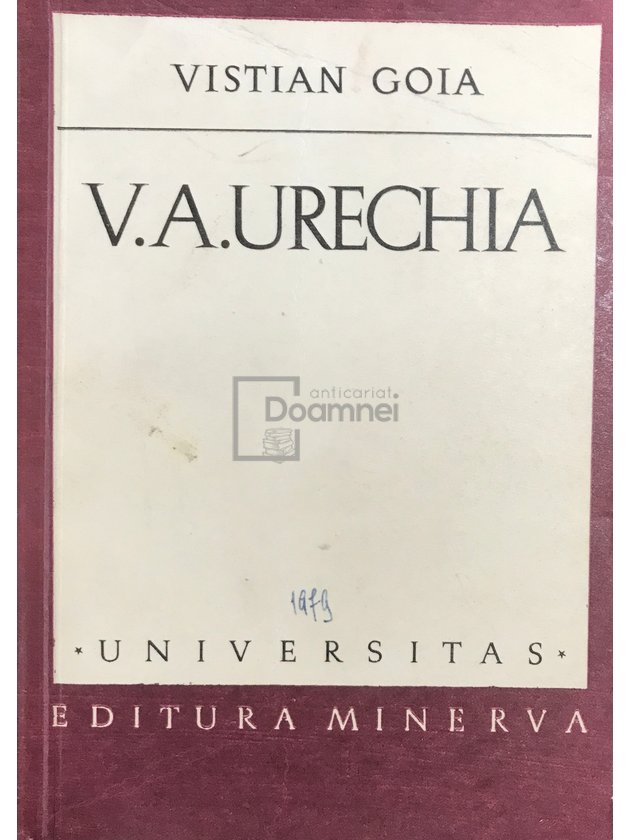 VISTIAN GOIA
V.A.URECHIA
anticariat
Doamnei
1979
* UNIVERSITAS *
EDITURA MINERVA